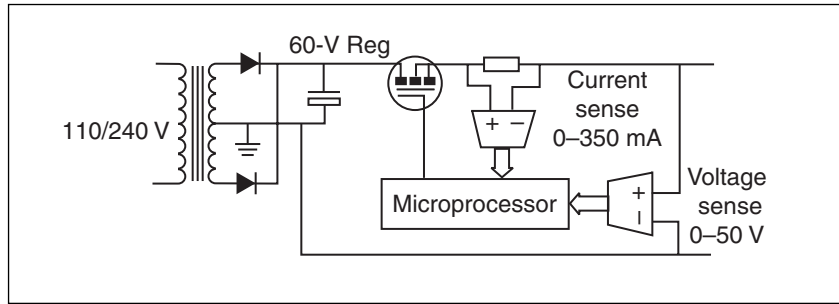 60-V Reg
110/240 V
Current
sense
0–350 mA
+ −
Microprocessor
+
−
Voltage
sense
0–50 V